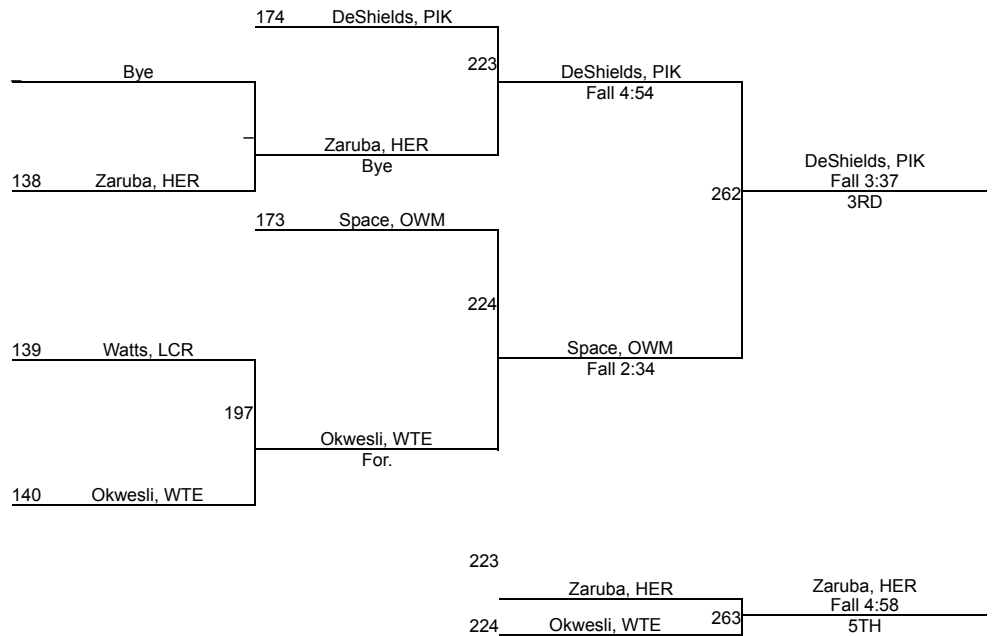 174 DeShields, PIK
223
_ Bye
DeShields, PIK
Fall 4:54
_
Zaruba, HER
Bye
DeShields, PIK
Fall 3:37
3RD
138 Zaruba, HER
262
173 Space, OWM
224
139 Watts, LCR
Space, OWM
Fall 2:34
197
Okwesli, WTE
For.
140 Okwesli, WTE
223
Zaruba, HER
Zaruba, HER
Fall 4:58
5TH
263
224 Okwesli, WTE